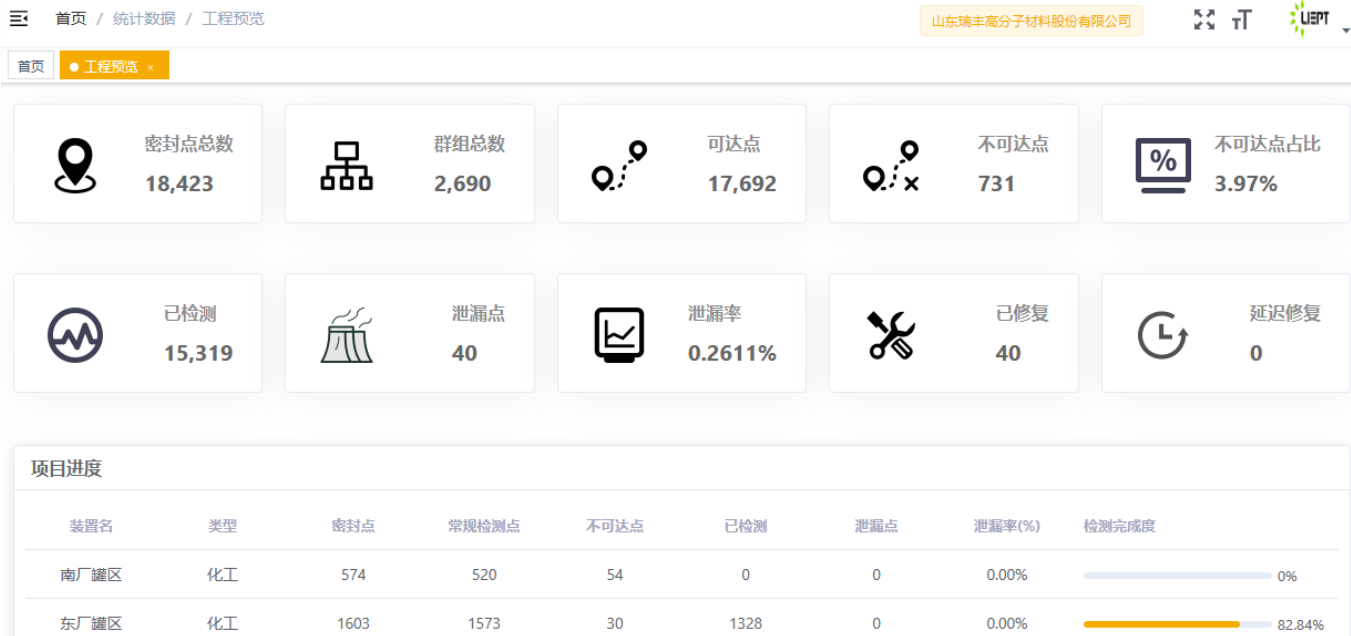 首页 / 统计数据 / 工程预览
山东瑞丰高分子材料股份有限公司
LIEPT
首页
工程预览 ×
密封点总数
18,423
群组总数
2,690
可达点
17,692
不可达点
731
%
不可达点占比
3.97%
已检测
15,319
泄漏点
40
泄漏率
0.2611%
已修复
40
延迟修复
0
项目进度
装置名 类型 密封点 常规检测点 不可达点 已检测 泄漏点 泄漏率(%) 检测完成度
南厂罐区 化工 574 520 54 0 0 0.00% 0%
东厂罐区 化工 1603 1573 30 1328 0 0.00% 82.84%